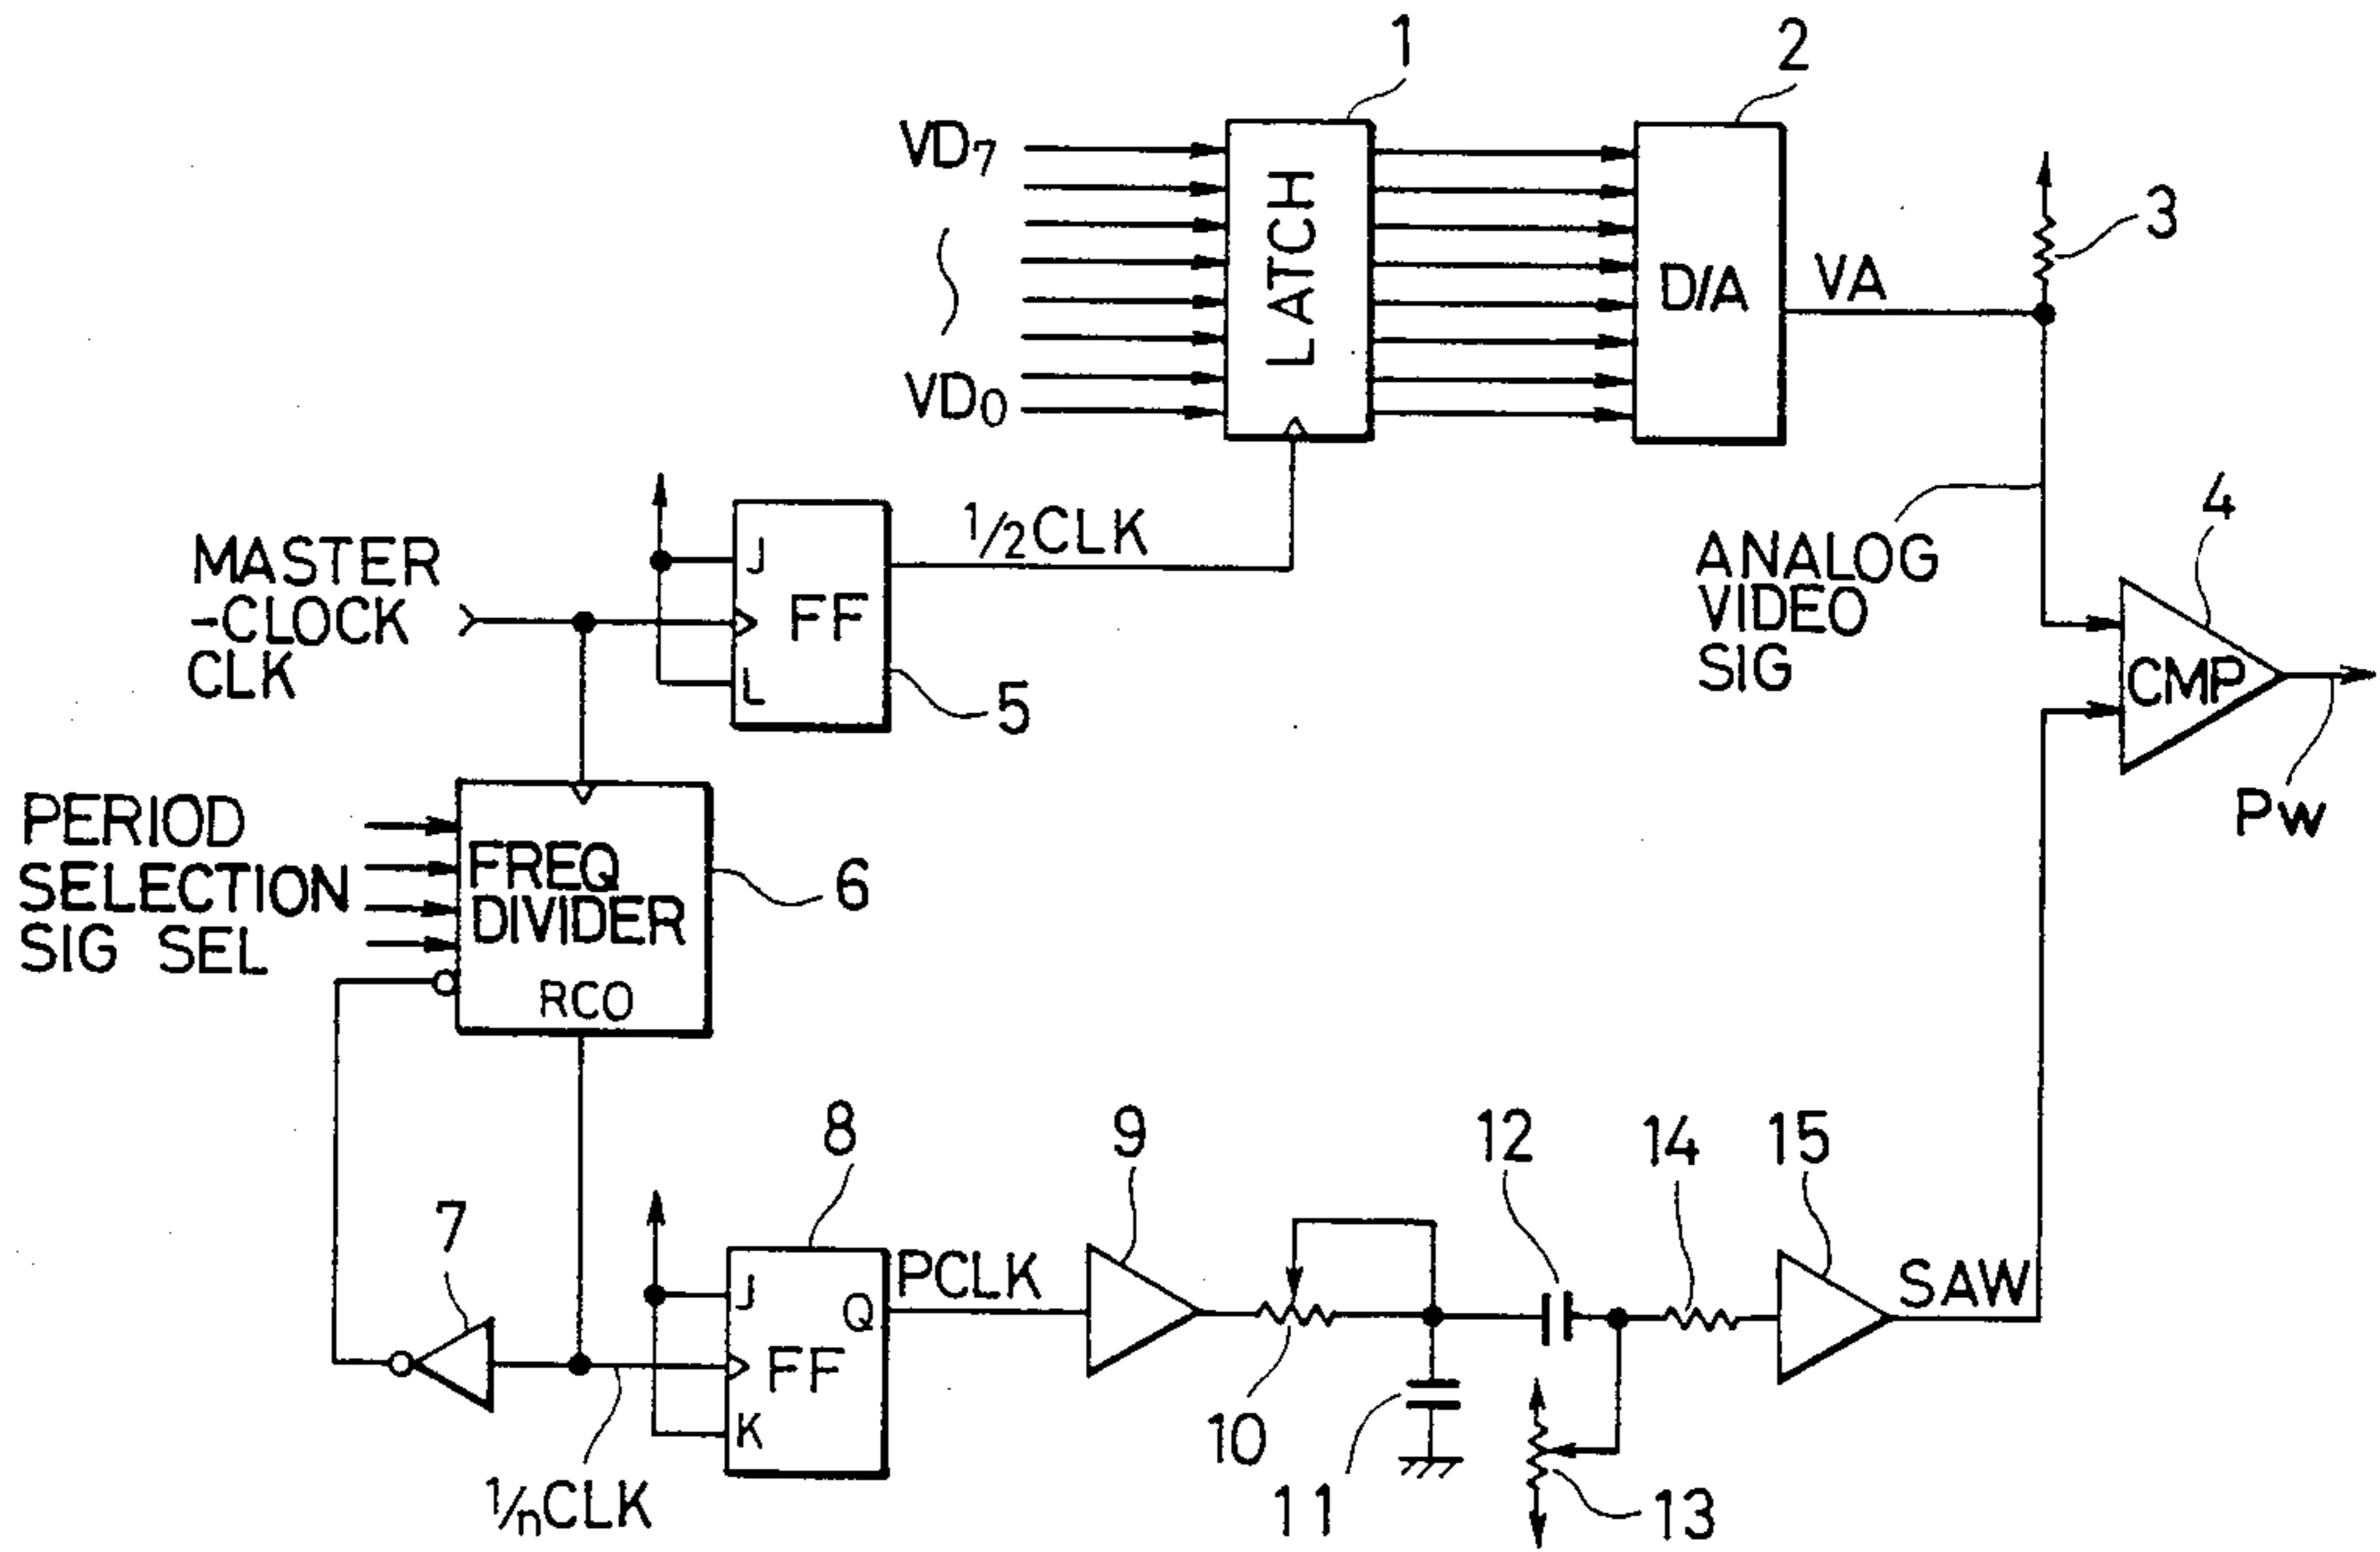 1
2
VD7
LATCH
D/A
VA
3
VD0
1/2CLK
J
FF
L
5
MASTER
-CLOCK
CLK
ANALOG
VIDEO
SIG
4
CMP
PW
PERIOD
SELECTION
SIG SEL
FREQ
DIVIDER
RCO
6
7
8
J
Q
FF
K
PCLK
1/nCLK
9
10
11
12
13
14
15
SAW